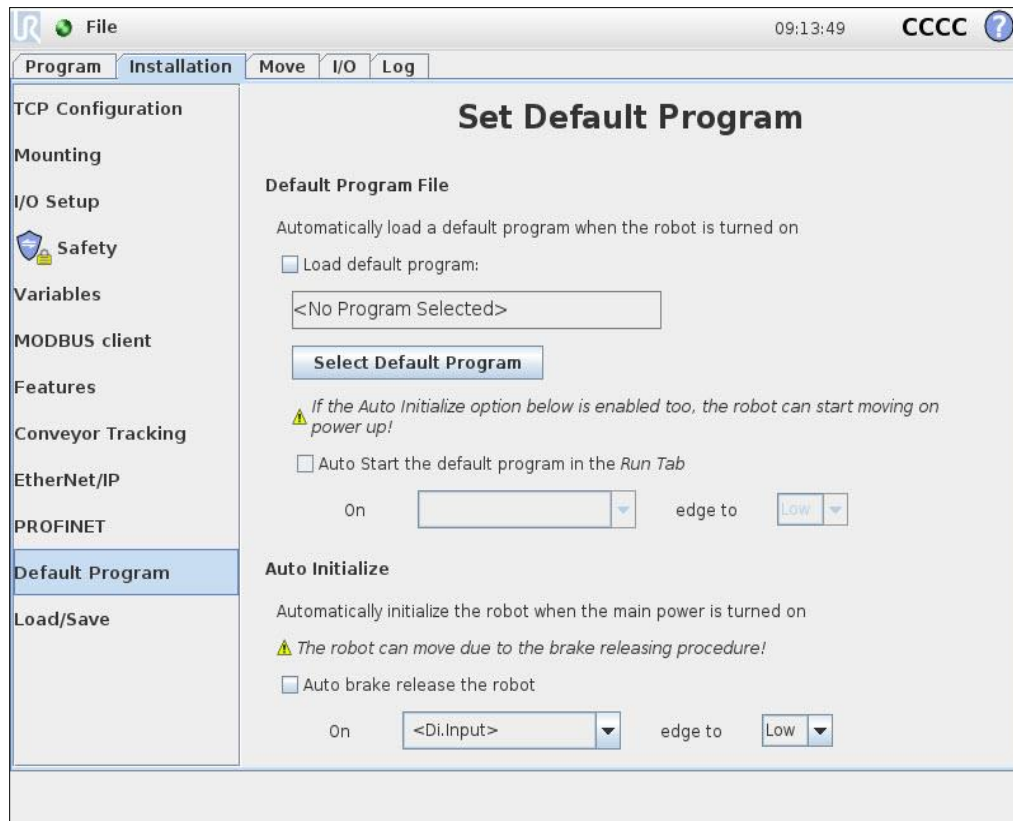 UR File 09:13:49 CCCC ?
Program Installation Move I/O Log
TCP Configuration
Mounting
I/O Setup
Safety
Variables
MODBUS client
Features
Conveyor Tracking
EtherNet/IP
PROFINET
Default Program
Load/Save
Set Default Program
Default Program File
Automatically load a default program when the robot is turned on
Load default program:
<No Program Selected>
Select Default Program
If the Auto Initialize option below is enabled too, the robot can start moving on
power up!
Auto Start the default program in the Run Tab
On edge to Low
Auto Initialize
Automatically initialize the robot when the main power is turned on
The robot can move due to the brake releasing procedure!
Auto brake release the robot
On <Di.Input> edge to Low